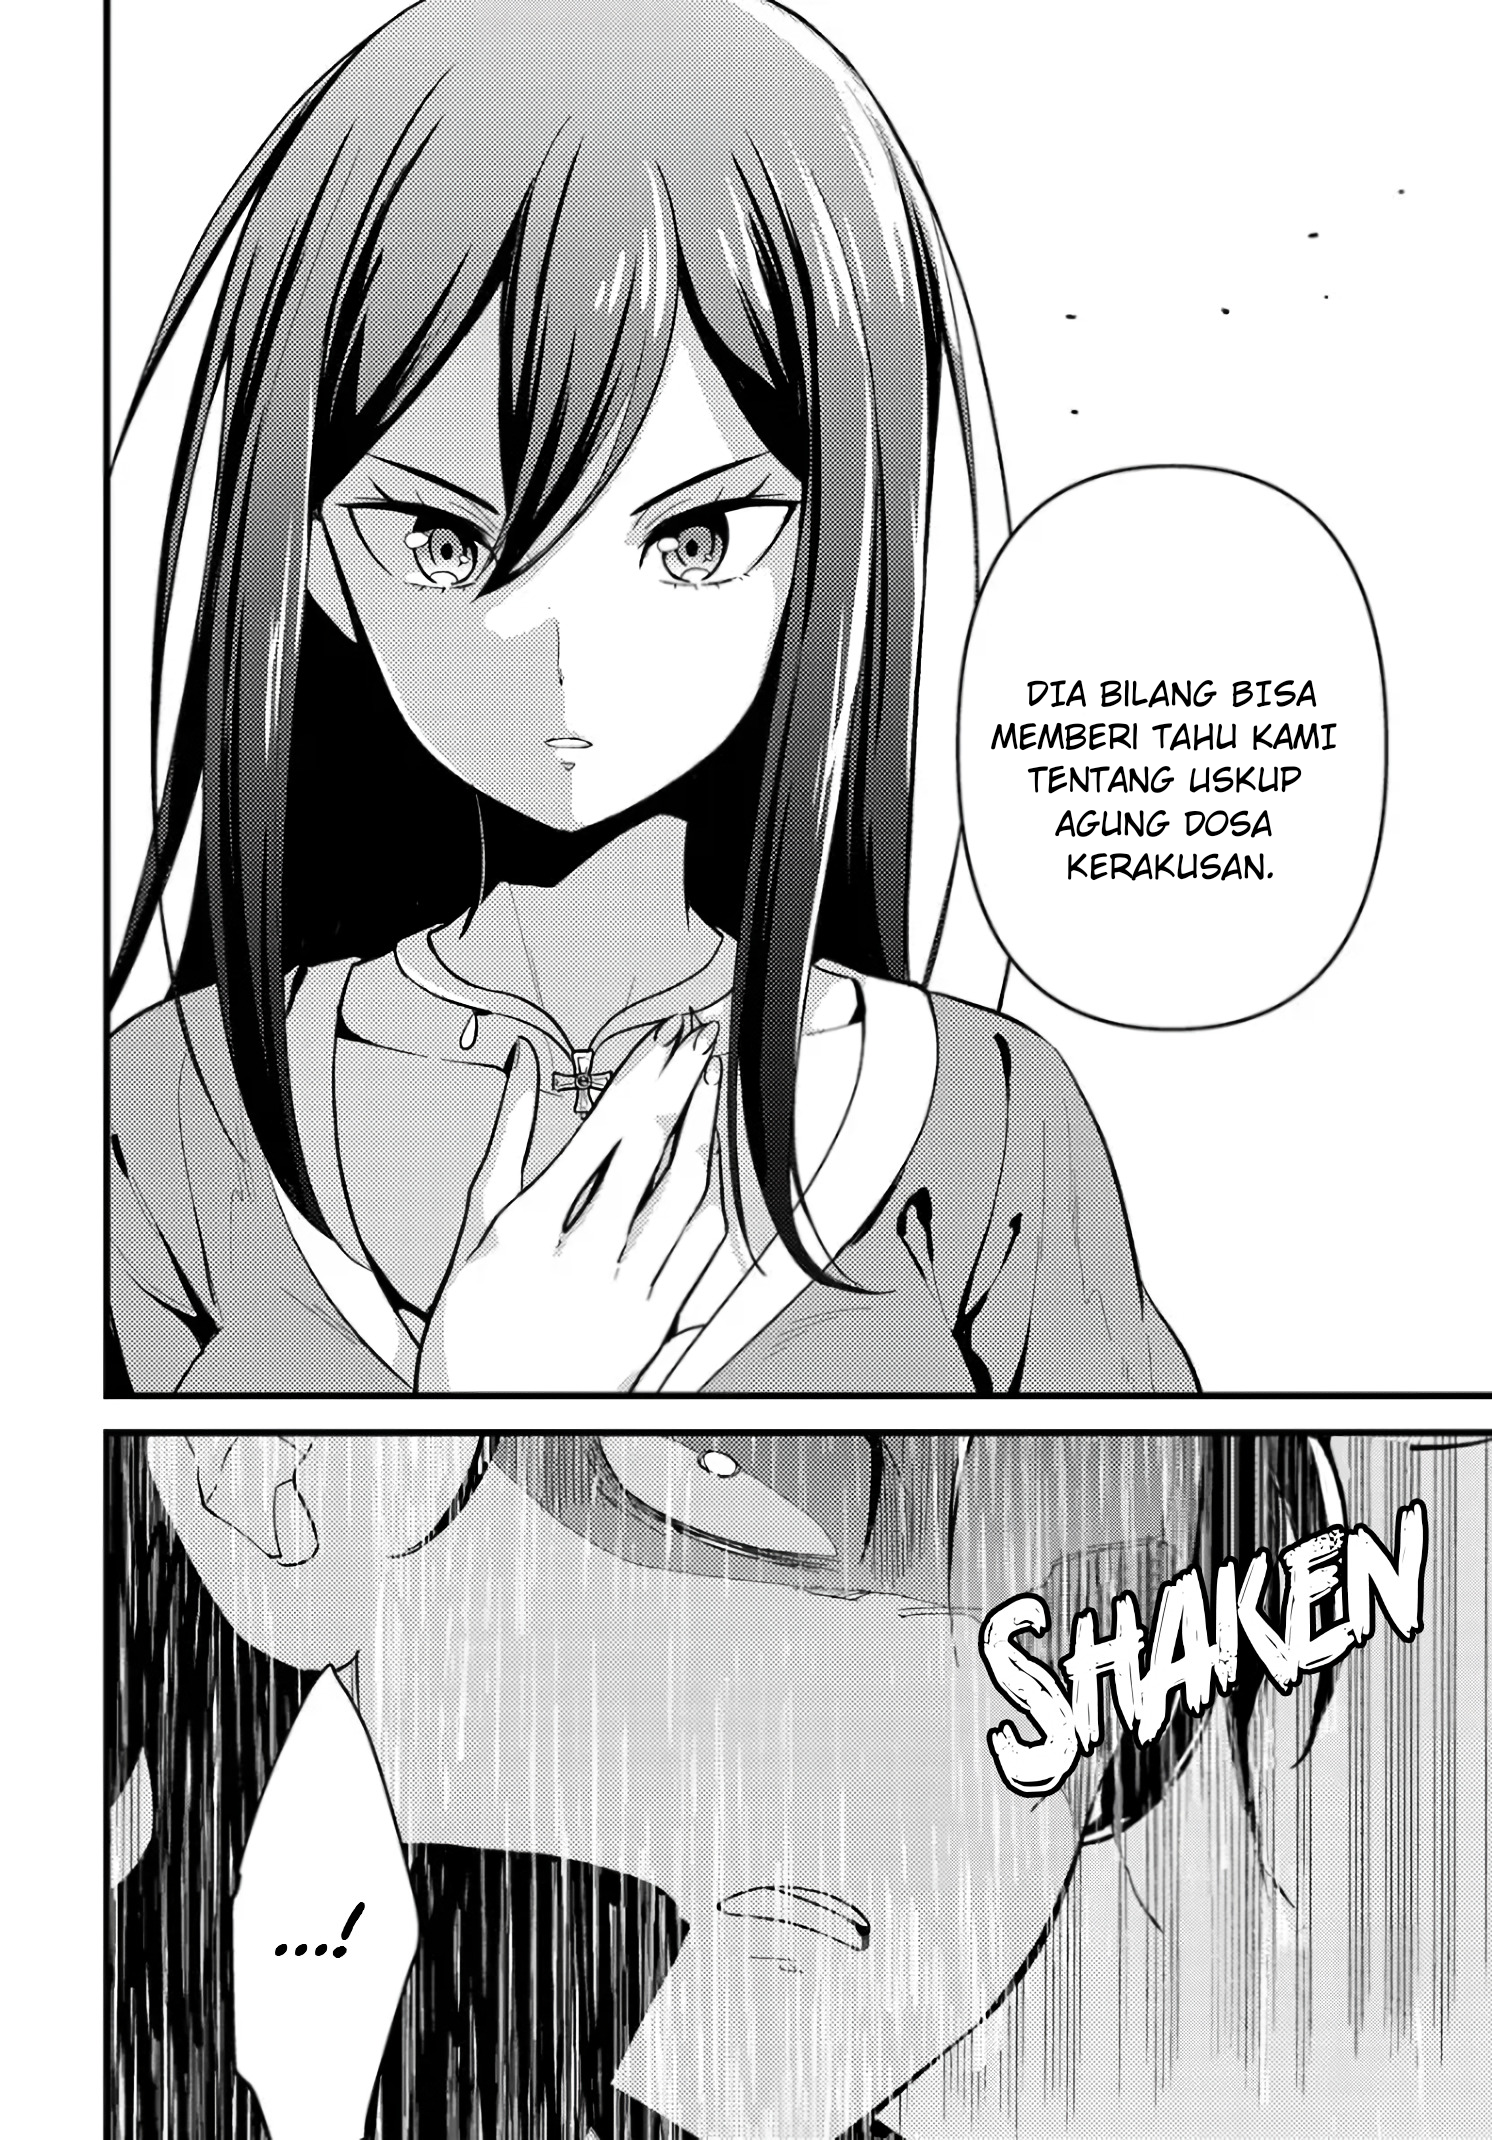 DIA BILANG BISA
MEMBERI TAHU KAMI
TENTANG USKUP
AGUNG DOSA
KERAKUSAN.
SHAKEN
....!